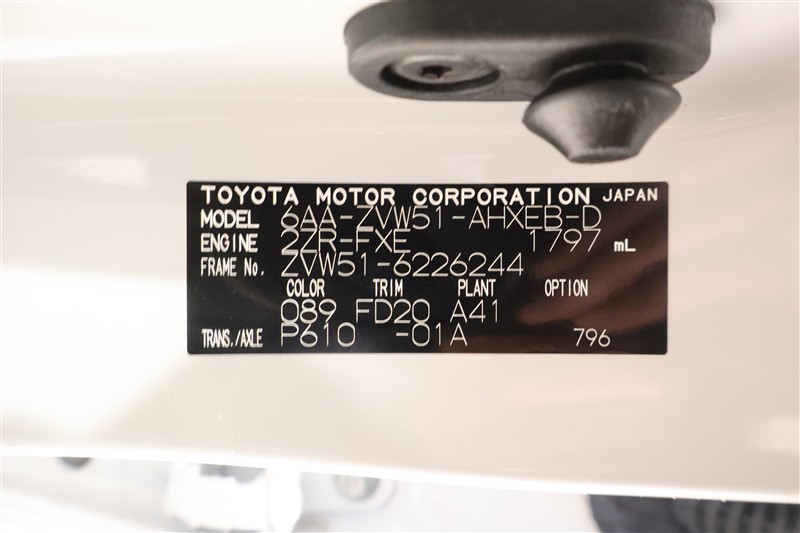 TOYOTA MOTOR CORPORATION JAPAN
MODEL 6AA-ZVW51-AHXEB-D
ENGINE 2ZR-FXE 1797 mL
FRAME No. ZVW51-6226244
COLOR TRIM PLANT OPTION
089 FD20 A41
TRANS./AXLE P610 -01A 796